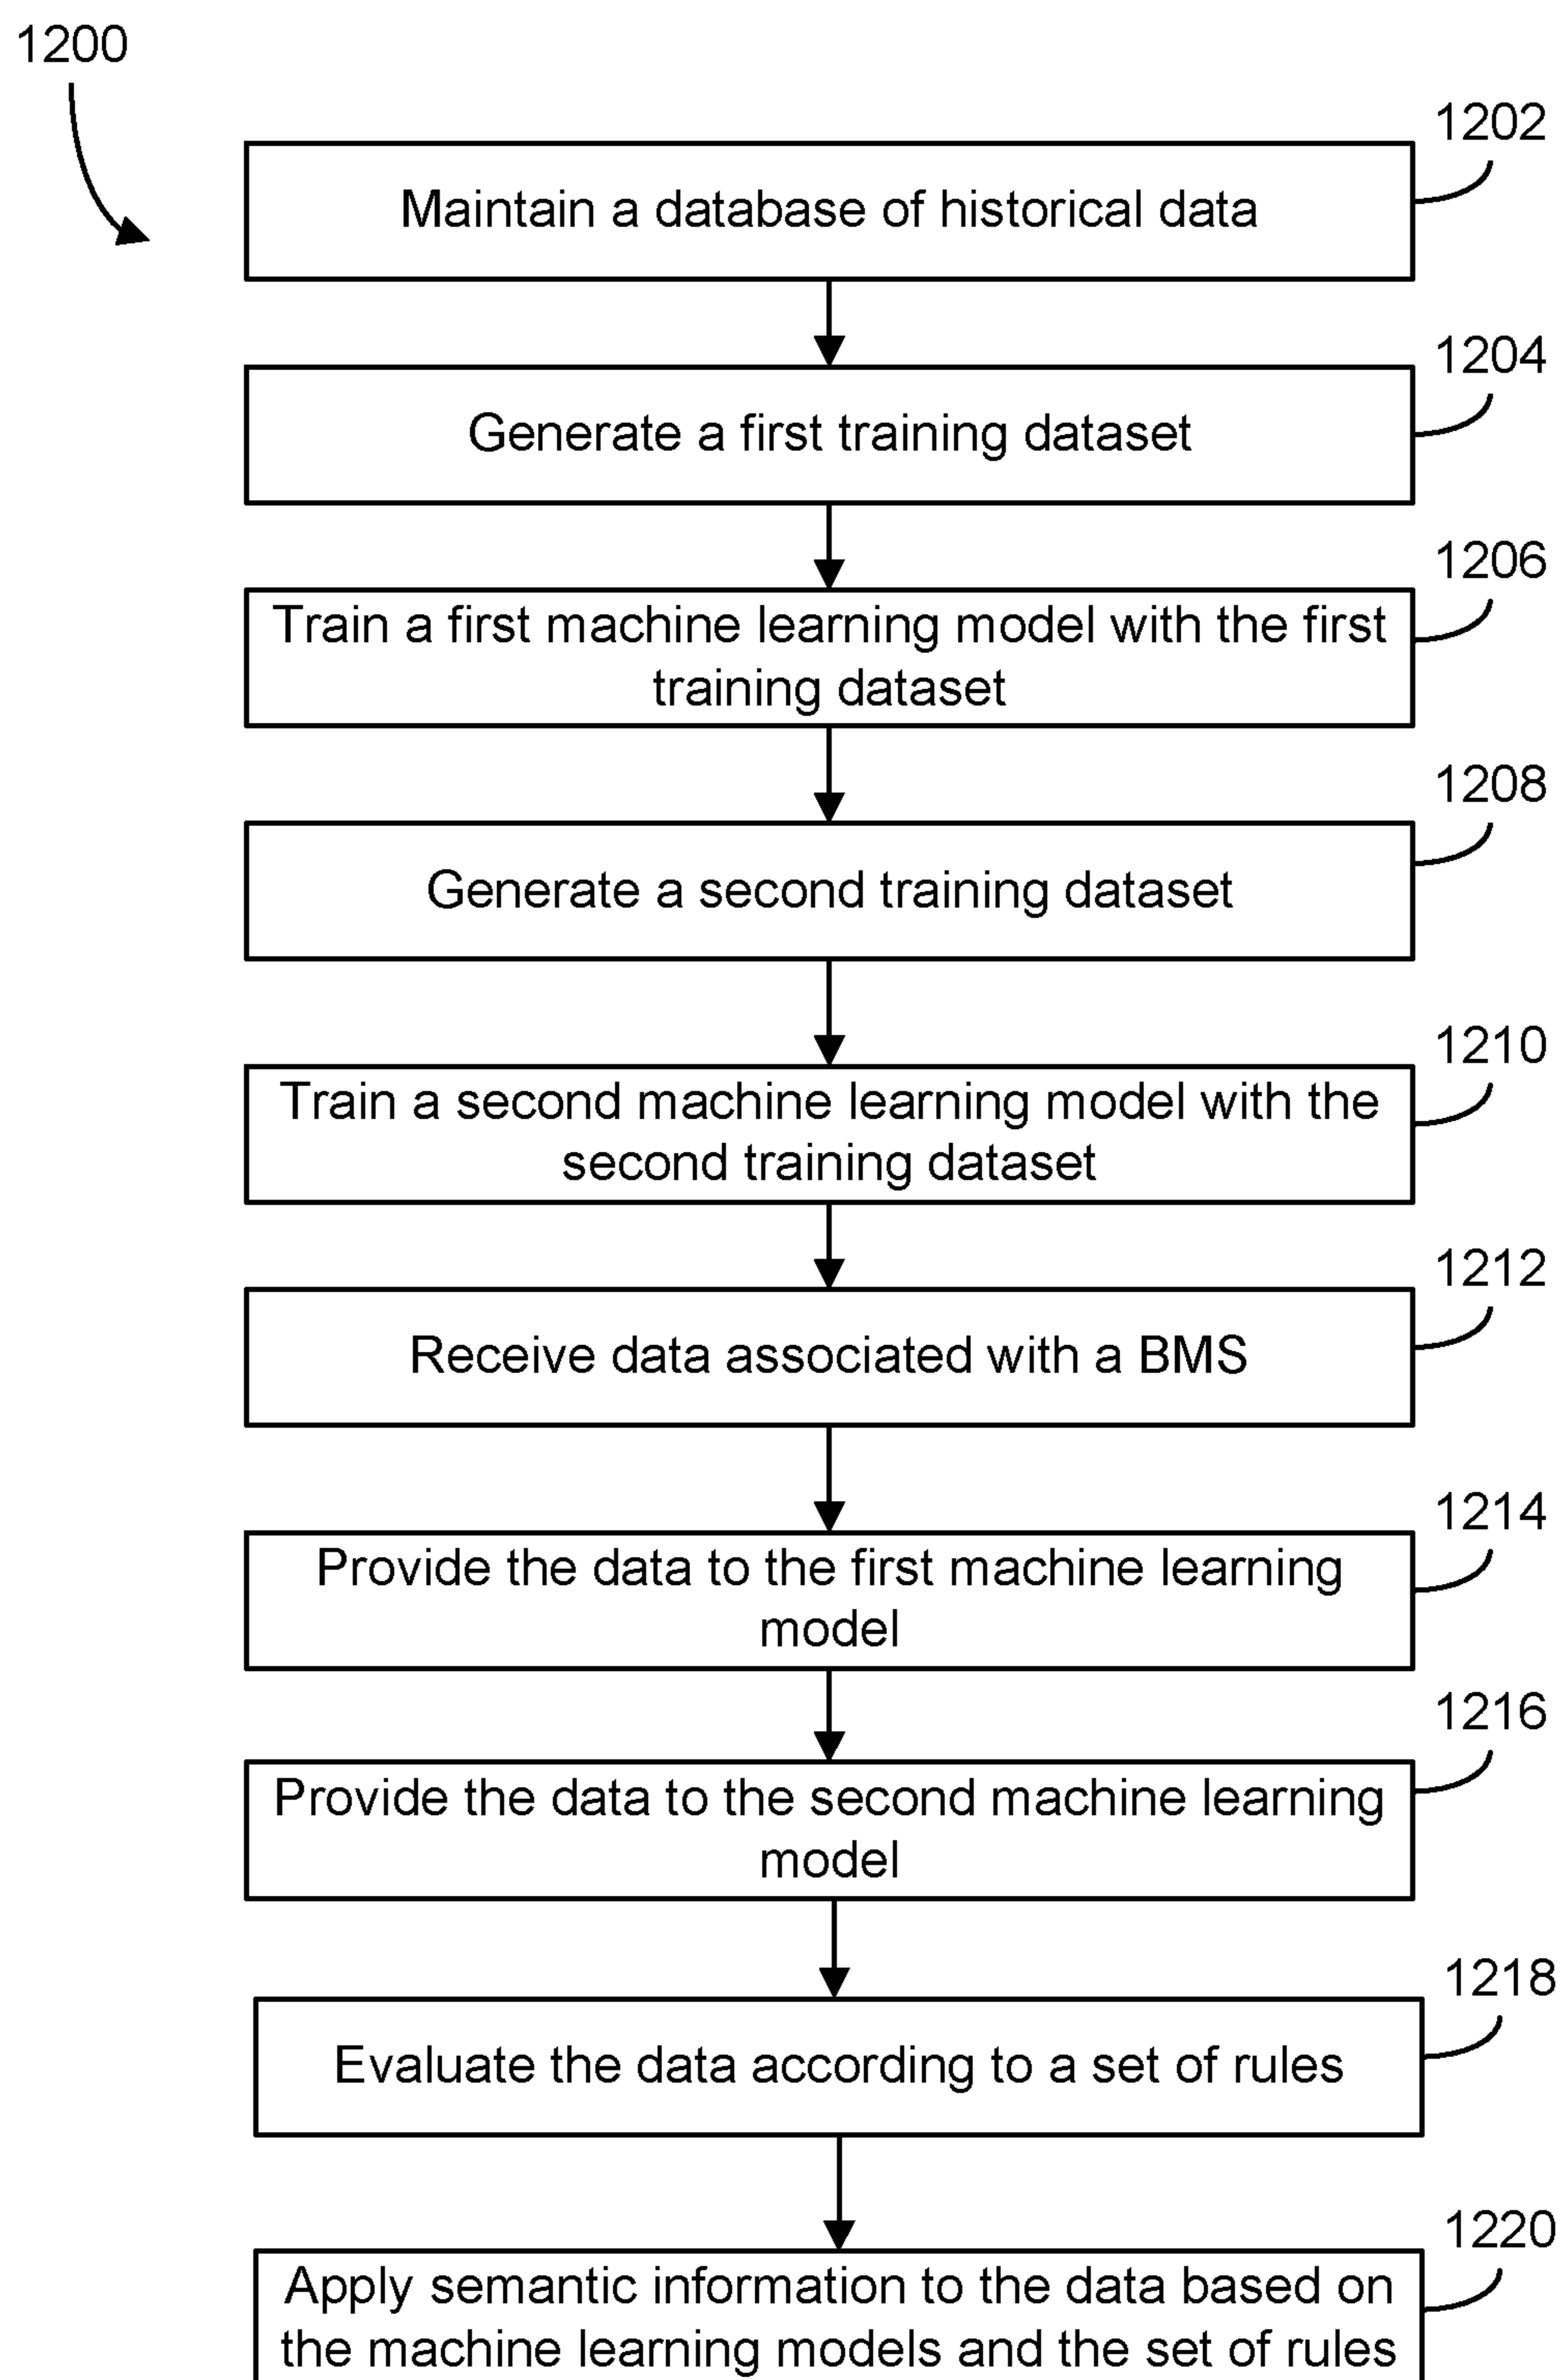 1200
1202
Maintain a database of historical data
1204
Generate a first training dataset
1206
Train a first machine learning model with the first
training dataset
1208
Generate a second training dataset
1210
Train a second machine learning model with the
second training dataset
1212
Receive data associated with a BMS
1214
Provide the data to the first machine learning
model
1216
Provide the data to the second machine learning
model
1218
Evaluate the data according to a set of rules
1220
Apply semantic information to the data based on
the machine learning models and the set of rules